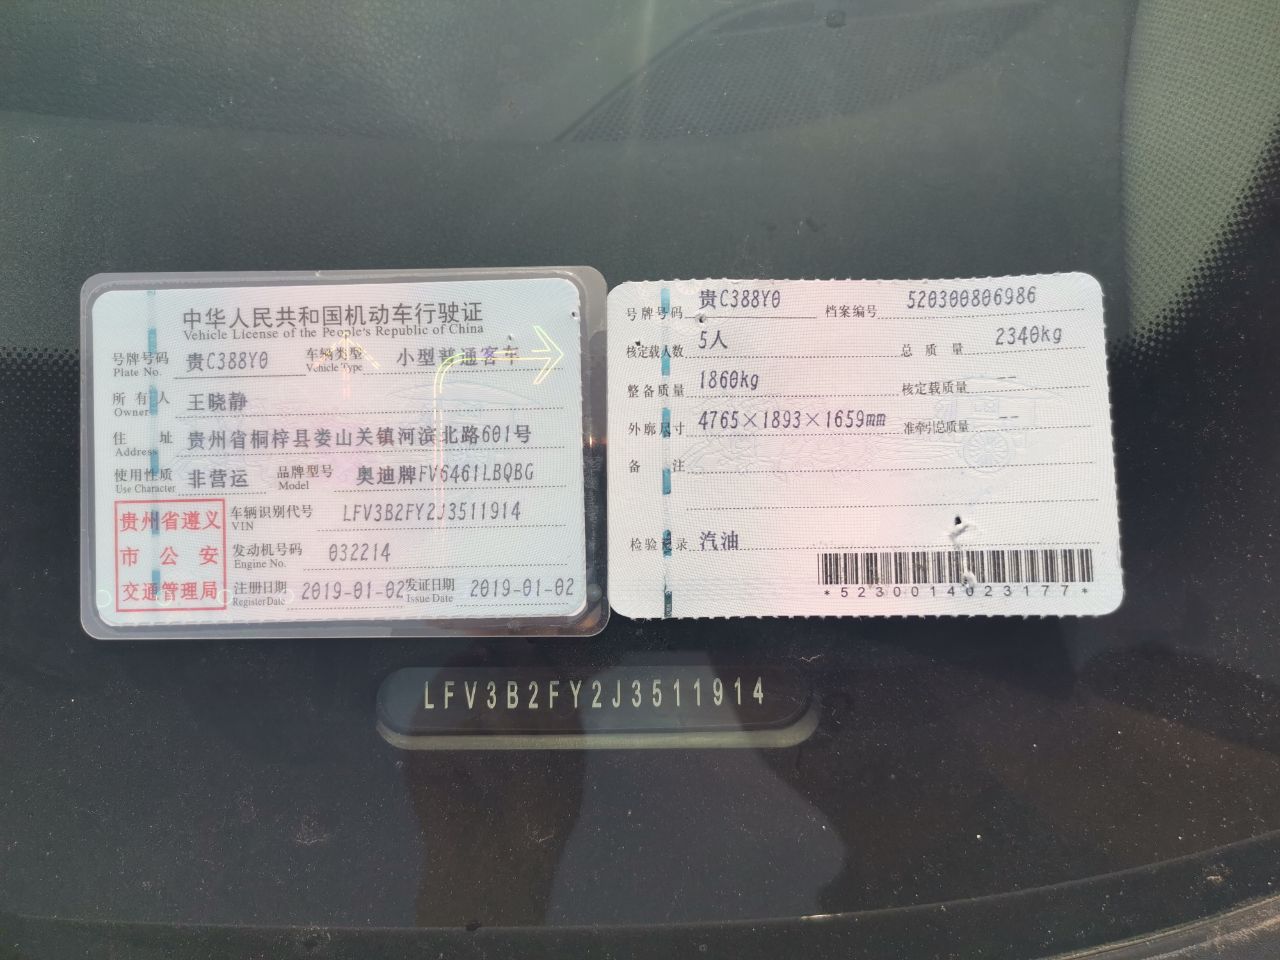 中华人民共和国机动车行驶证
Vehicle License of the People's Republic of China
号牌号码 贵C388Y0 车辆类型 小型普通客车
Plate No. Vehicle Type
所有人 王晓静
Owner
住址 贵州省桐梓县娄山关镇河滨北路601号
Address
使用性质 非营运 品牌型号 奥迪牌FV6461LBQBG
Use Character Model
贵州省遵义
市公安
交通管理局
车辆识别代号 LFV3B2FY2J3511914
VIN
发动机号码 032214
Engine No.
注册日期 2019-01-02 发证日期 2019-01-02
Register Date Issue Date
号牌号码 贵C388Y0 档案编号 520300806986
核定载人数 5人 总质量 2340kg
整备质量 1860kg 核定载质量 --
外廓尺寸 4765×1893×1659mm 准牵引总质量 --
备注
检验记录 汽油
*5230014023177*
LFV3B2FY2J3511914